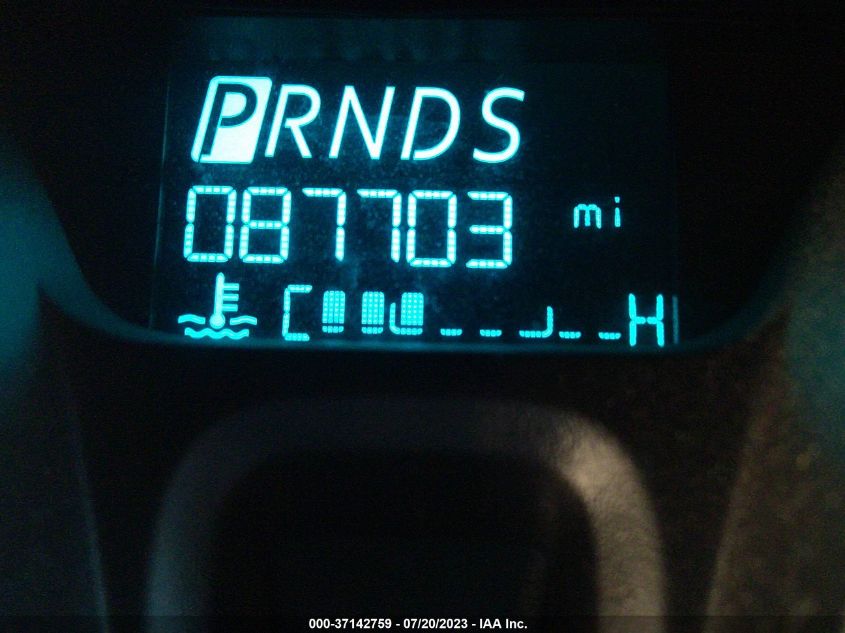 PRNDS
087703 mi
C H
000-37142759 - 07/20/2023 - IAA Inc.